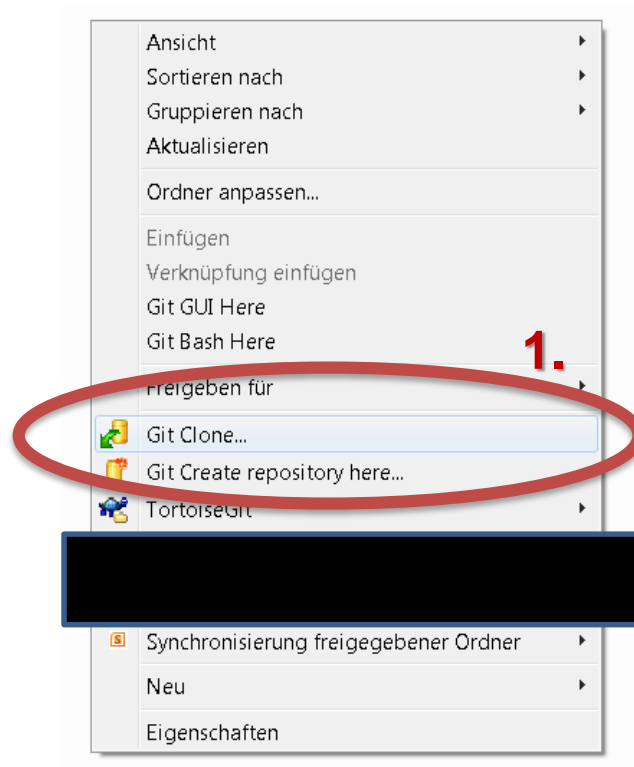 Ansicht
Sortieren nach
Gruppieren nach
Aktualisieren
Ordner anpassen...
Einfügen
Verknüpfung einfügen
Git GUI Here
Git Bash Here
1.
Freigeben für
Git Clone...
Git Create repository here...
TortoiseGit
S
Synchronisierung freigegebener Ordner
Neu
Eigenschaften